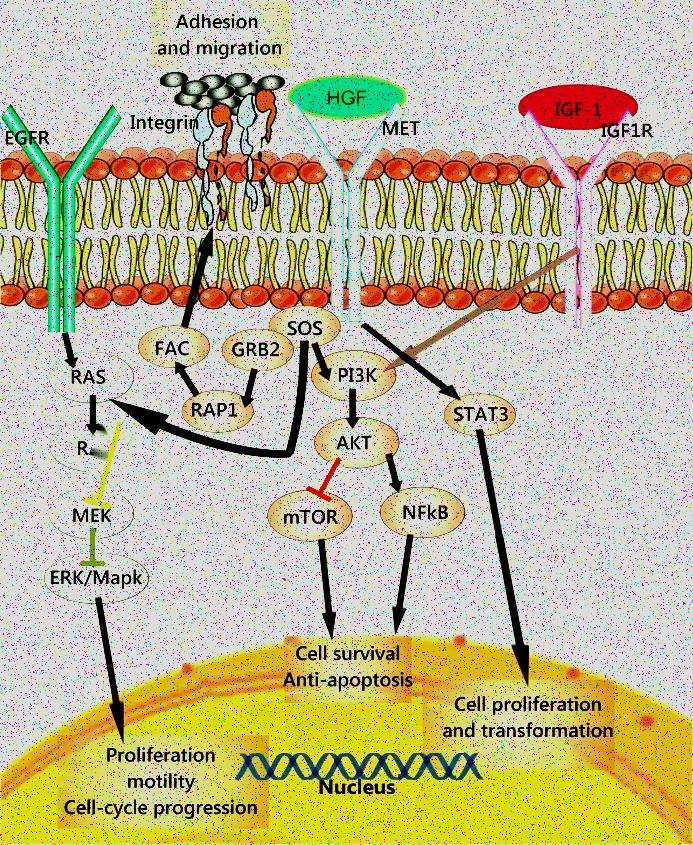 Adhesion
and migration
HGF
IGF-1
Integrin
MET
IGF1R
EGFR
SOS
FAC
GRB2
RAS
PI3K
RAP1
STAT3
AKT
MEK
mTOR
NFkB
ERK/Mapk
Cell survival
Anti-apoptosis
Cell proliferation
and transformation
Proliferation
motility
Cell-cycle progression
Nucleus